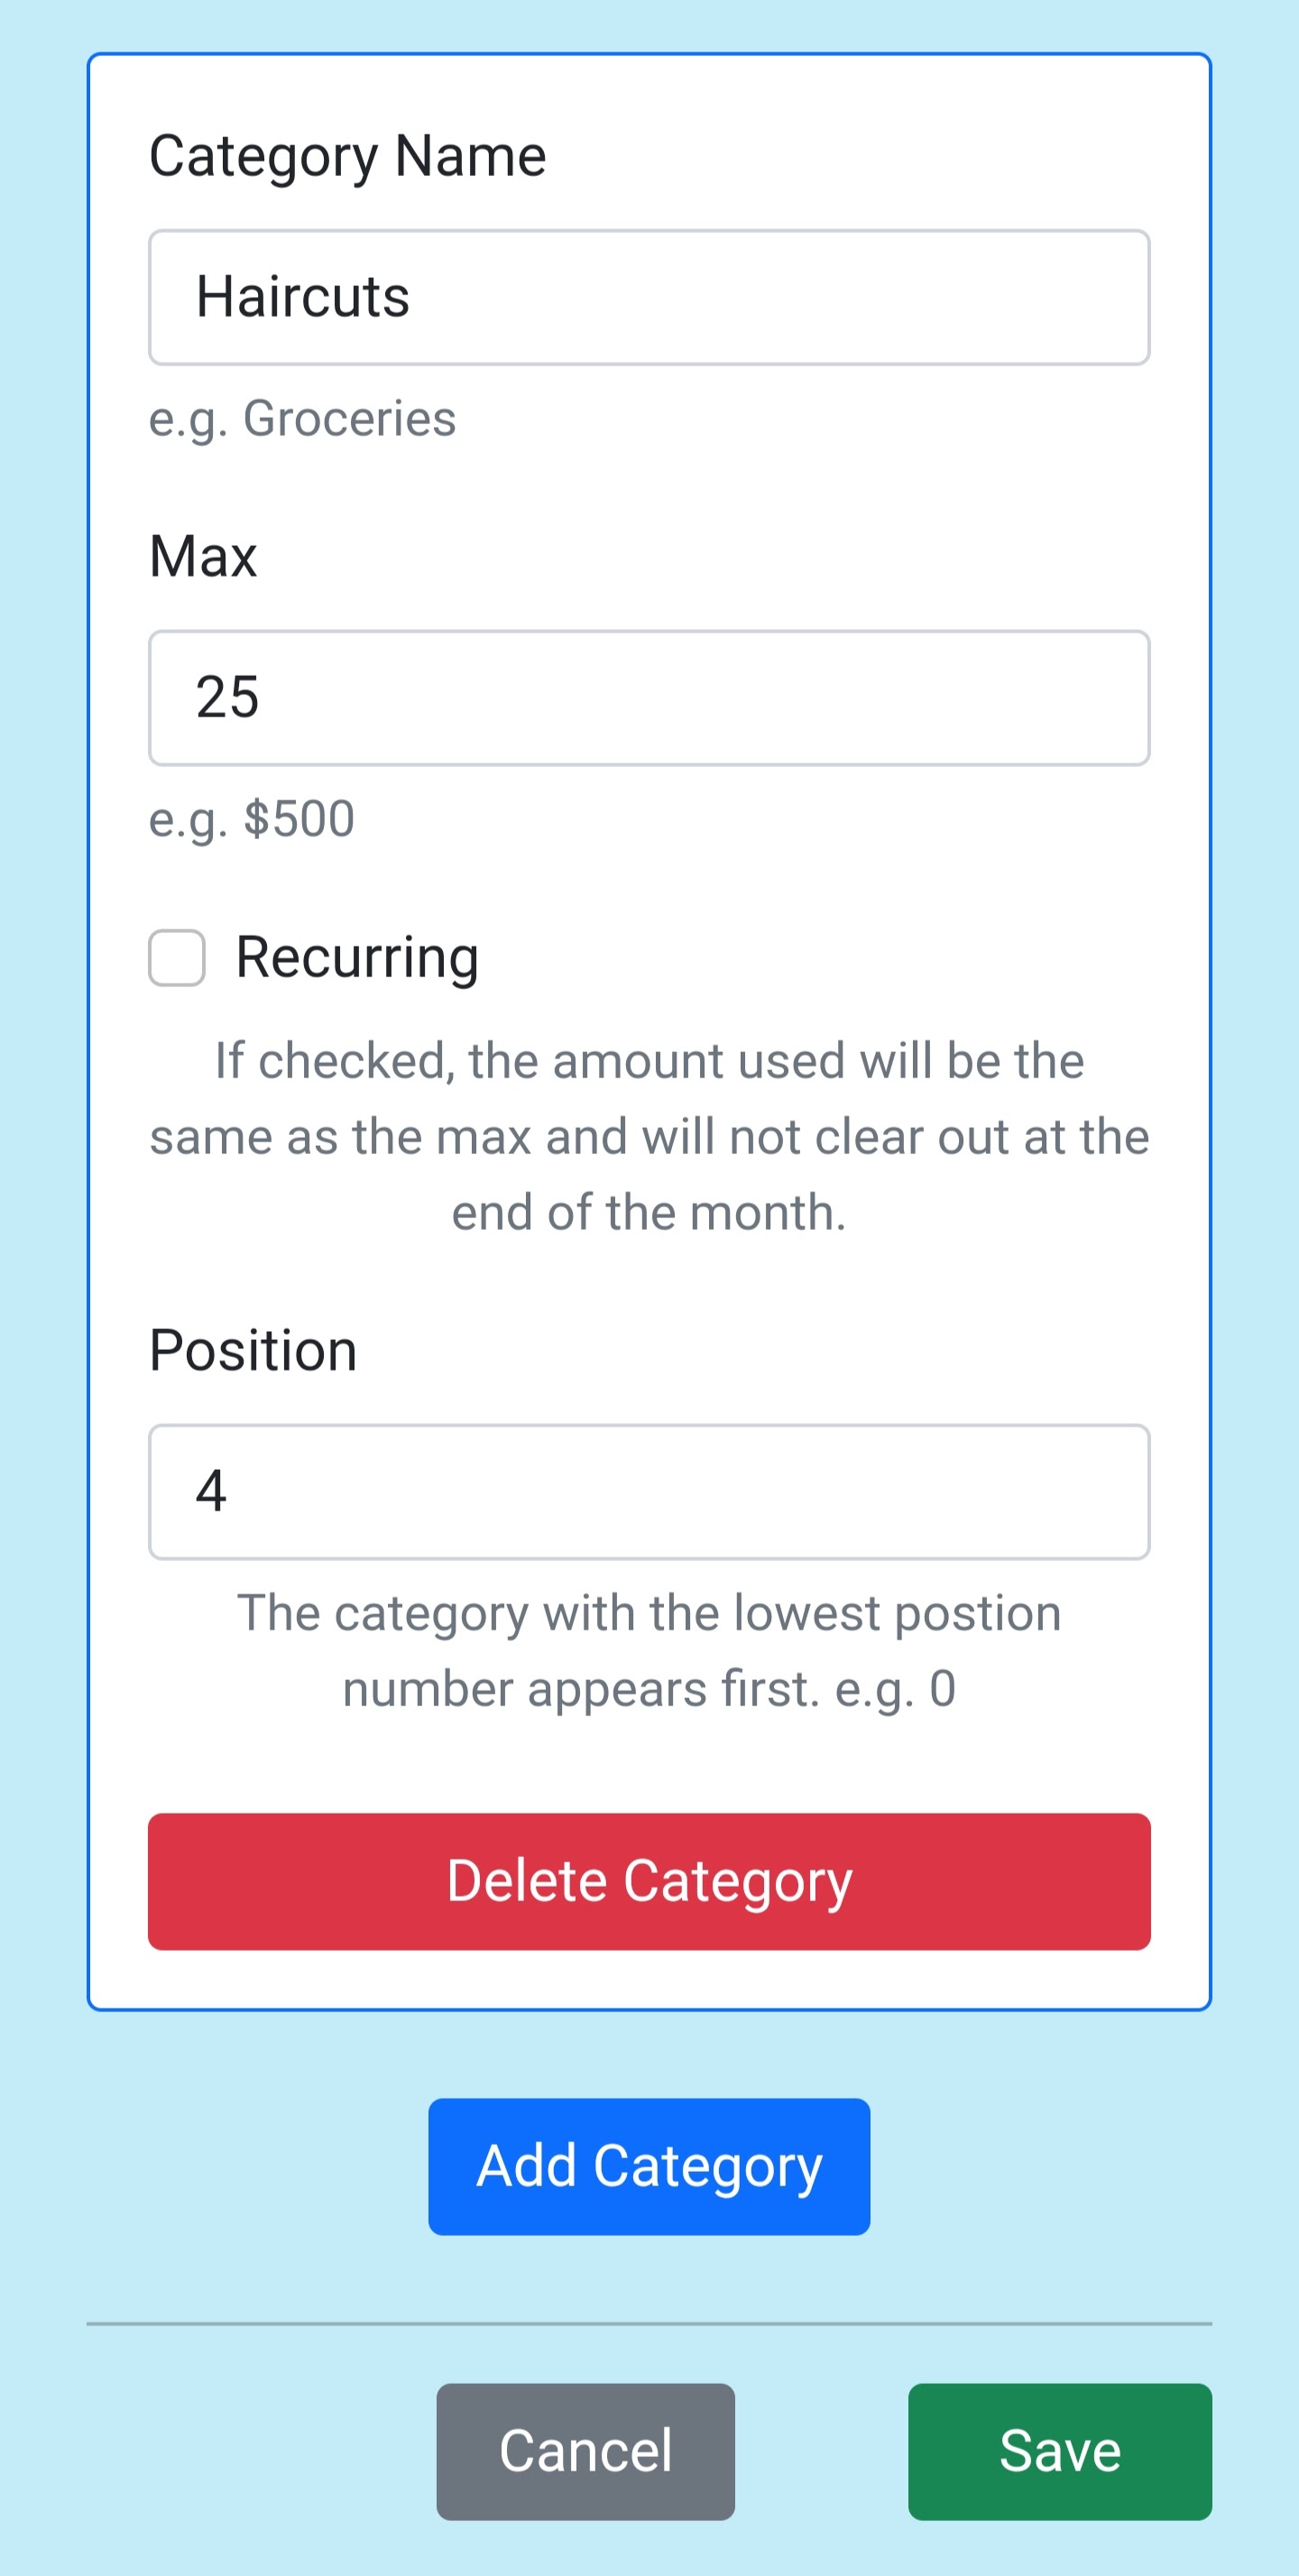 Category Name
Haircuts
e.g. Groceries
Max
25
e.g. $500
Recurring
If checked, the amount used will be the
same as the max and will not clear out at the
end of the month.
Position
4
The category with the lowest postion
number appears first. e.g. 0
Delete Category
Add Category
Cancel
Save